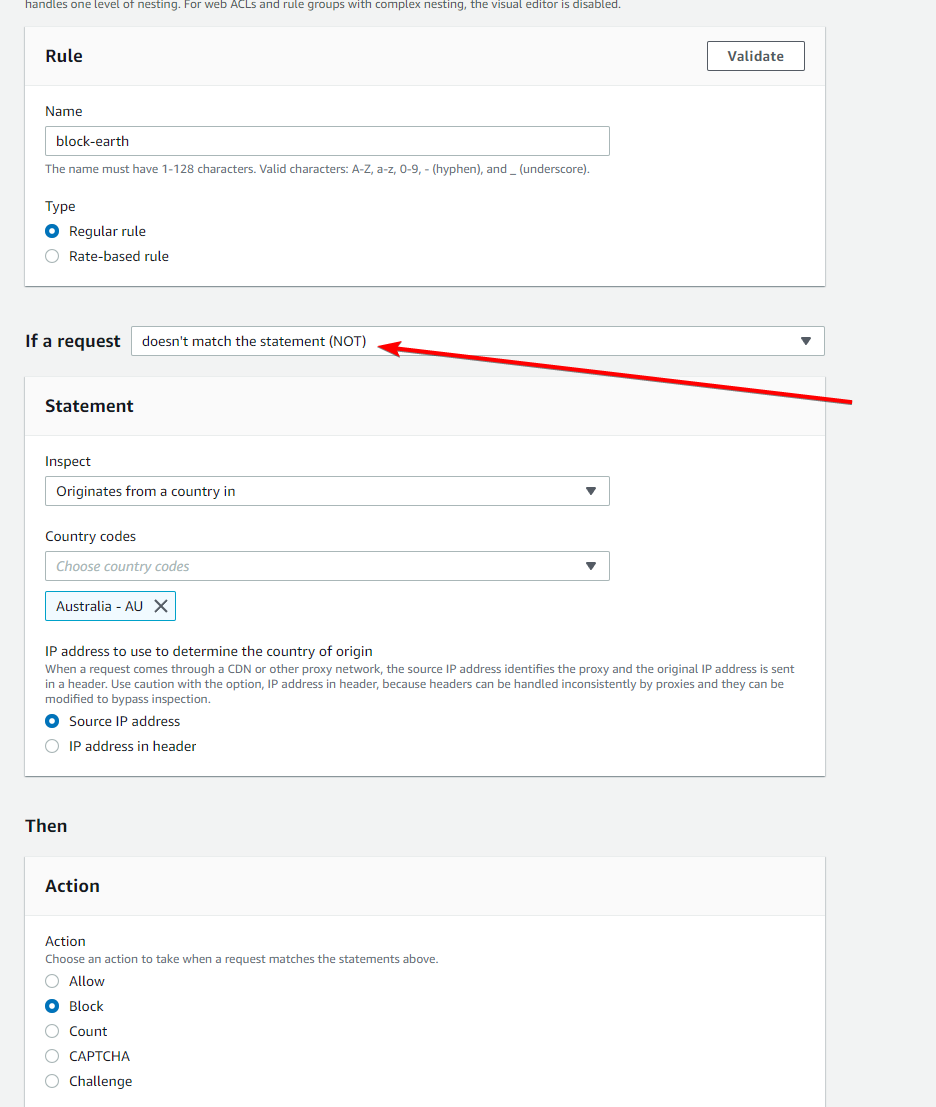 handles one level of nesting. For web ACLs and rule groups with complex nesting, the visual editor is disabled.
Rule
Validate
Name
block-earth
The name must have 1-128 characters. Valid characters: A-Z, a-z, 0-9, - (hyphen), and _ (underscore).
Type
Regular rule
Rate-based rule
If a request
doesn't match the statement (NOT)
Statement
Inspect
Originates from a country in
Country codes
Choose country codes
Australia - AU
IP address to use to determine the country of origin
When a request comes through a CDN or other proxy network, the source IP address identifies the proxy and the original IP address is sent
in a header. Use caution with the option, IP address in header, because headers can be handled inconsistently by proxies and they can be
modified to bypass inspection.
Source IP address
IP address in header
Then
Action
Action
Choose an action to take when a request matches the statements above.
Allow
Block
Count
CAPTCHA
Challenge